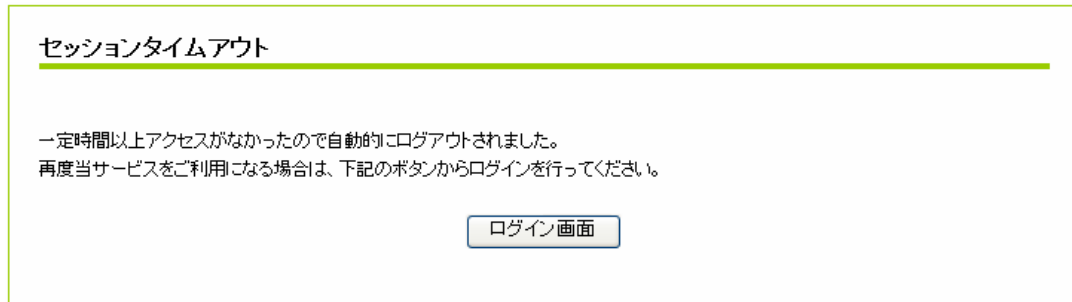 セッションタイムアウト
一定時間以上アクセスがなかったので自動的にログアウトされました。
再度当サービスをご利用になる場合は、下記のボタンからログインを行ってください。
ログイン画面